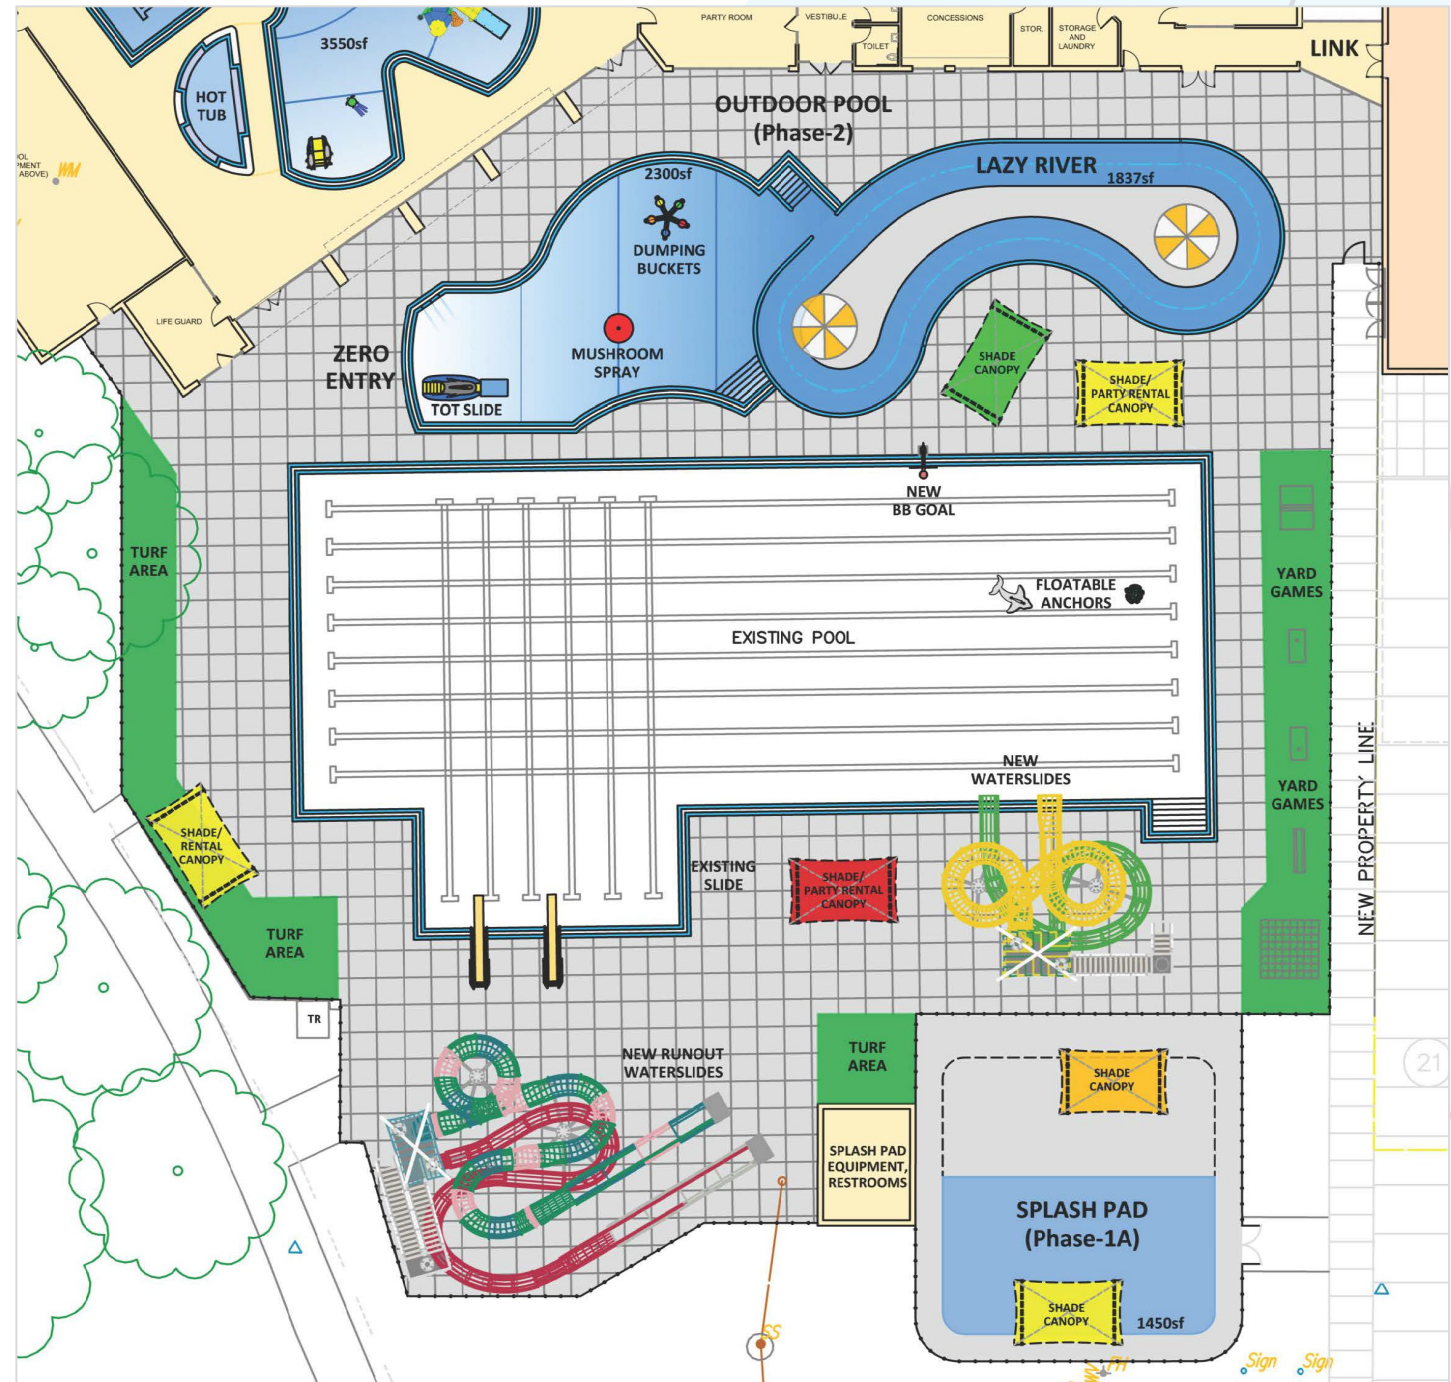 3550sf
PARTY ROOM
VESTIBULE
CONCESSIONS
STOR.
STORAGE
AND
LAUNDRY
TOILET
LINK
HOT
TUB
OUTDOOR POOL
(Phase-2)
ABOVE)
WM
LAZY RIVER
1837sf
2300sf
DUMPING
BUCKETS
LIFE GUARD
ZERO
ENTRY
MUSHROOM
SPRAY
TOT SLIDE
SHADE
CANOPY
SHADE/
PARTY RENTAL
CANOPY
NEW
BB GOAL
TURF
AREA
FLOATABLE
ANCHORS
YARD
GAMES
EXISTING POOL
NEW
WATERSLIDES
YARD
GAMES
NEW PROPERTY LINE
SHADE/
RENTAL
CANOPY
EXISTING
SLIDE
SHADE/
PARTY RENTAL
CANOPY
TURF
AREA
TR
NEW RUNOUT
WATERSLIDES
TURF
AREA
SHADE
CANOPY
21
SPLASH PAD
EQUIPMENT,
RESTROOMS
SPLASH PAD
(Phase-1A)
SHADE
CANOPY
1450sf
SS
FH
Sign
Sign